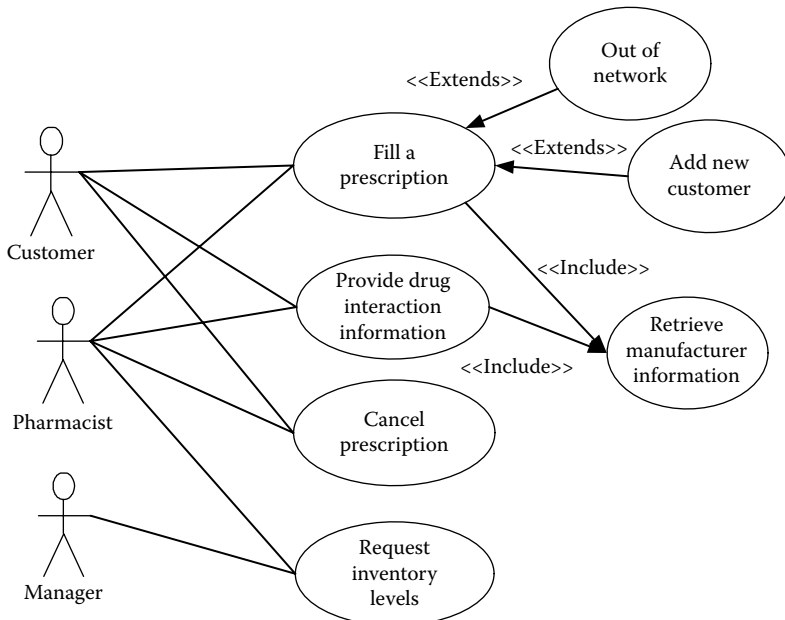 Out of
network
<<Extends>>
Fill a
prescription
<<Extends>>
Add new
customer
Customer
<<Include>>
Provide drug
interaction
information
Retrieve
manufacturer
information
<<Include>>
Pharmacist
Cancel
prescription
Manager
Request
inventory
levels